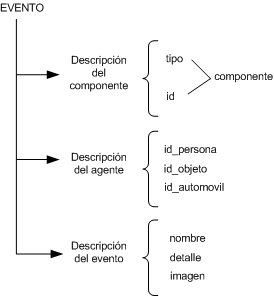 EVENTO
Descripción
del
componente
tipo
id
componente
Descripción
del agente
id_persona
id_objeto
id_automovil
Descripción
del evento
nombre
detalle
imagen